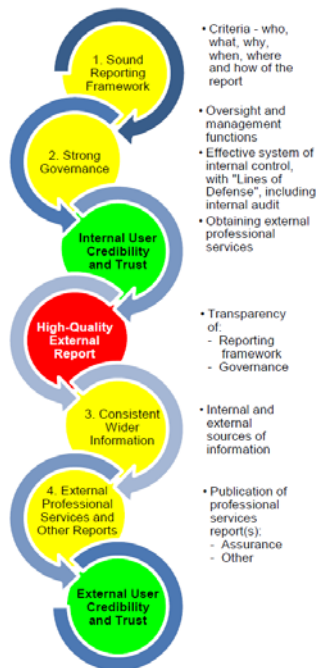 1. Sound
Reporting
Framework
• Criteria - who,
what, why,
when, where
and how of the
report
2. Strong
Governance
• Oversight and
management
functions
• Effective system of
internal control,
with "Lines of
Defense", including
internal audit
• Obtaining external
professional
services
Internal User
Credibility
and Trust
High-Quality
External
Report
• Transparency
of:
- Reporting
framework
- Governance
3. Consistent
Wider
Information
• Internal and
external
sources of
information
4. External
Professional
Services and
Other Reports
• Publication of
professional
services
report(s):
- Assurance
- Other
External User
Credibility
and Trust